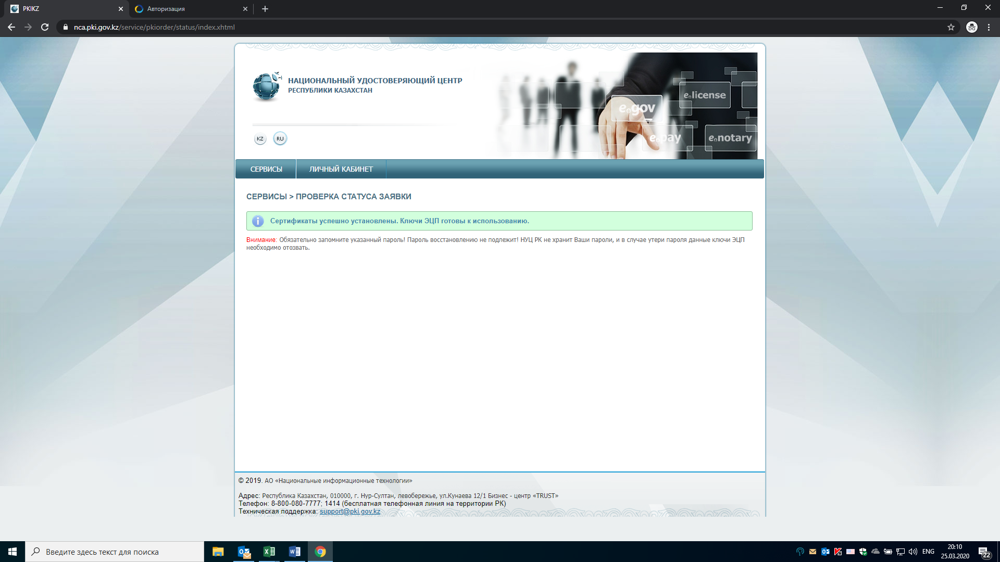 PKIKZ
Авторизация
nca.pki.gov.kz/service/pkiorder/status/index.xhtml
НАЦИОНАЛЬНЫЙ УДОСТОВЕРЯЮЩИЙ ЦЕНТР
РЕСПУБЛИКИ КАЗАХСТАН
e.license
e.gov
e.pay
e.notary
KZ
RU
СЕРВИСЫ
ЛИЧНЫЙ КАБИНЕТ
СЕРВИСЫ > ПРОВЕРКА СТАТУСА ЗАЯВКИ
Сертификаты успешно установлены. Ключи ЭЦП готовы к использованию.
Внимание: Обязательно запомните указанный пароль! Пароль восстановлению не подлежит! НУЦ РК не хранит Ваши пароли, и в случае утери пароля данные ключи ЭЦП
необходимо отозвать.
© 2019. АО «Национальные информационные технологии»
Адрес: Республика Казахстан, 010000, г. Нур-Султан, левобережье, ул.Кунаева 12/1 Бизнес - центр «TRUST»
Телефон: 8-800-080-7777; 1414 (бесплатная телефонная линия на территории РК)
Техническая поддержка: support@pki.gov.kz
Введите здесь текст для поиска
ENG
20:10
25.03.2020
22